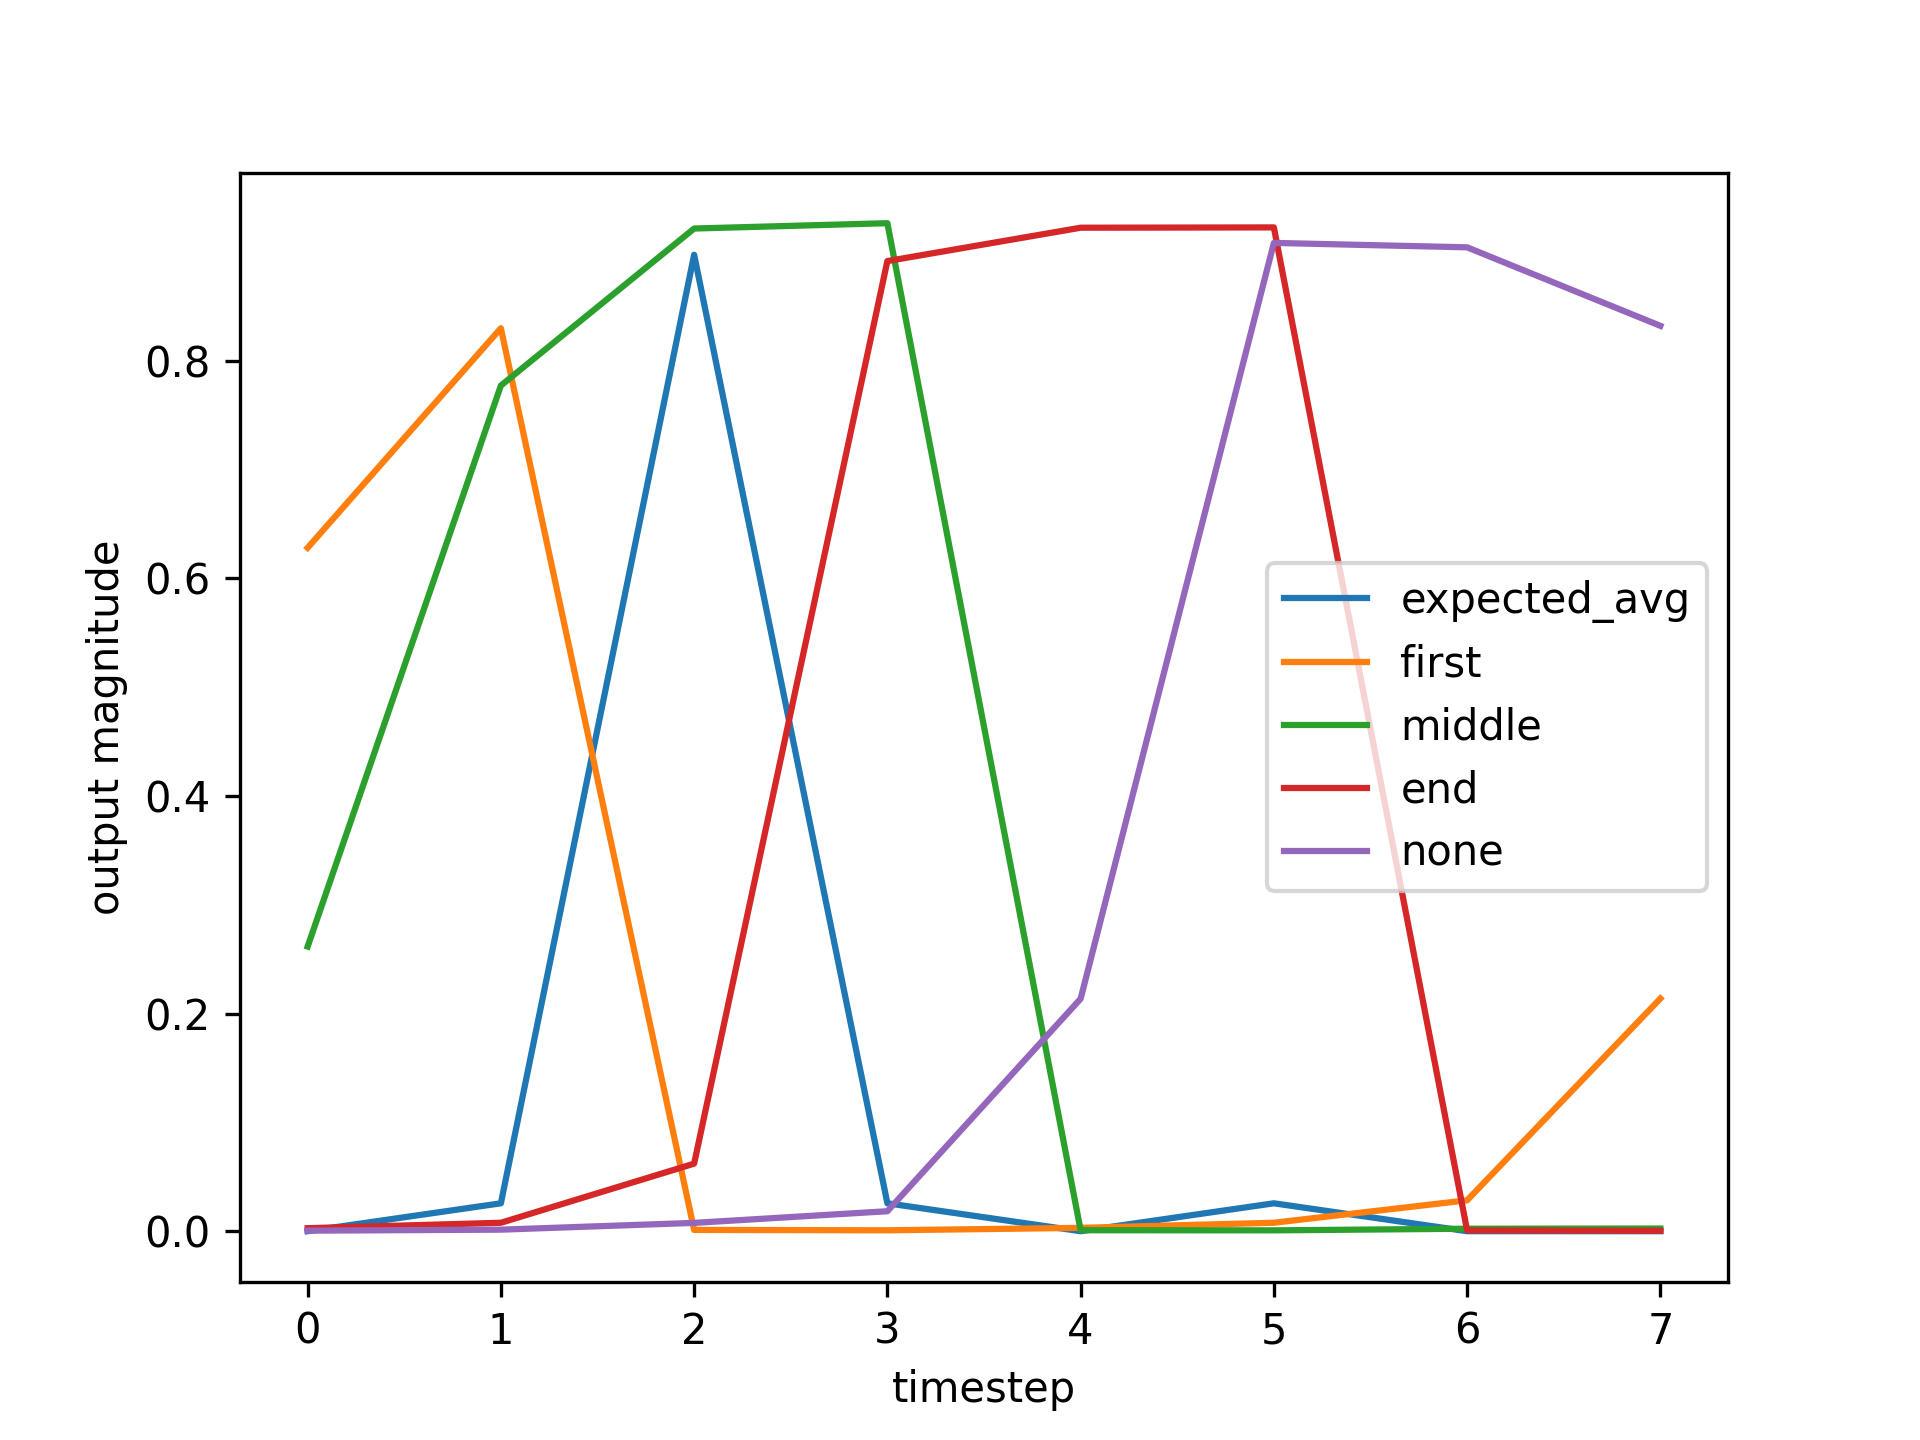 output magnitude
0.8
0.6
0.4
0.2
0.0
expected_avg
first
middle
end
none
0 1 2 3 4 5 6 7
timestep